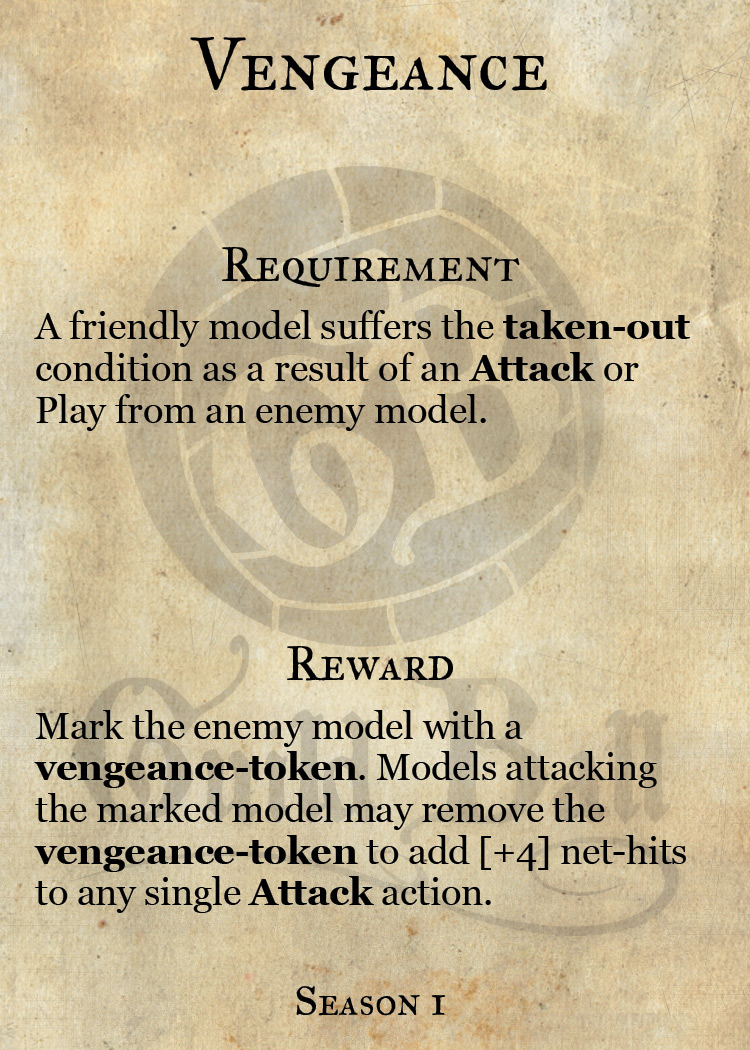 Vengeance
Requirement
A friendly model suffers the taken-out
condition as a result of an Attack or
Play from an enemy model.
Reward
Mark the enemy model with a
vengeance-token. Models attacking
the marked model may remove the
vengeance-token to add [+4] net-hits
to any single Attack action.
Season 1